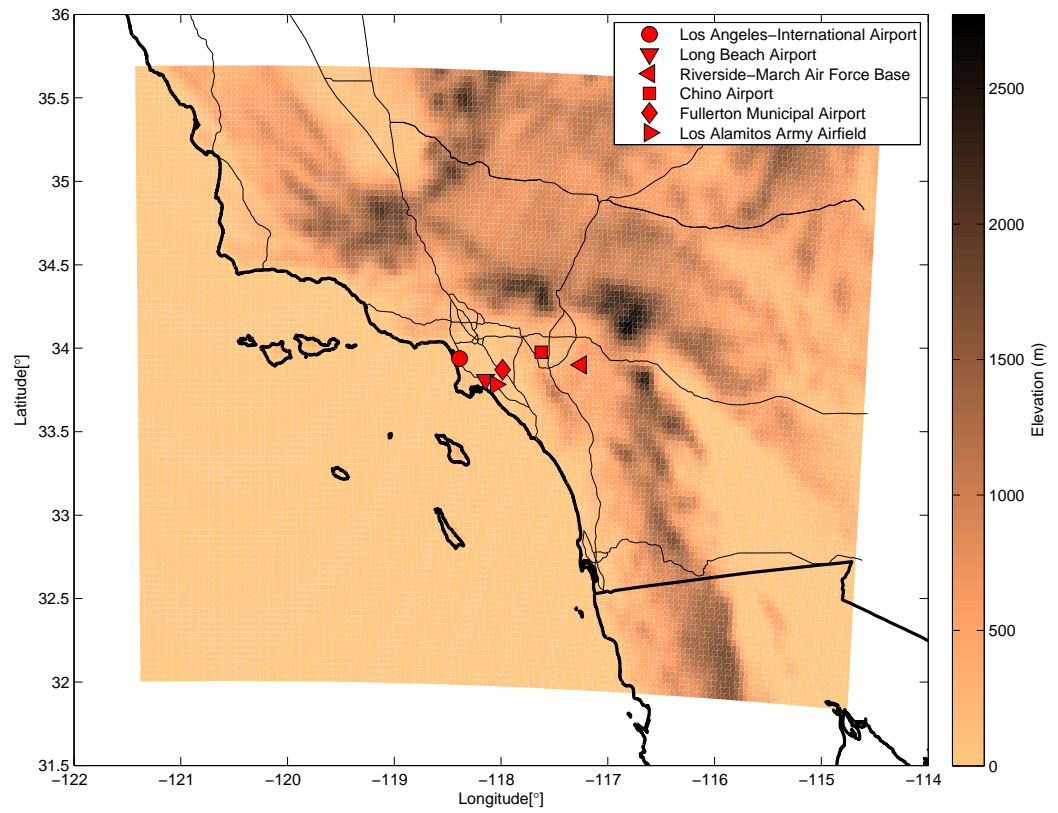 36
35.5
35
34.5
34
33.5
33
32.5
32
31.5
Latitude[°]
−122
−121
−120
−119
−118
−117
−116
−115
−114
Longitude[°]
Los Angeles−International Airport
Long Beach Airport
Riverside−March Air Force Base
Chino Airport
Fullerton Municipal Airport
Los Alamitos Army Airfield
2500
2000
1500
1000
500
0
Elevation (m)